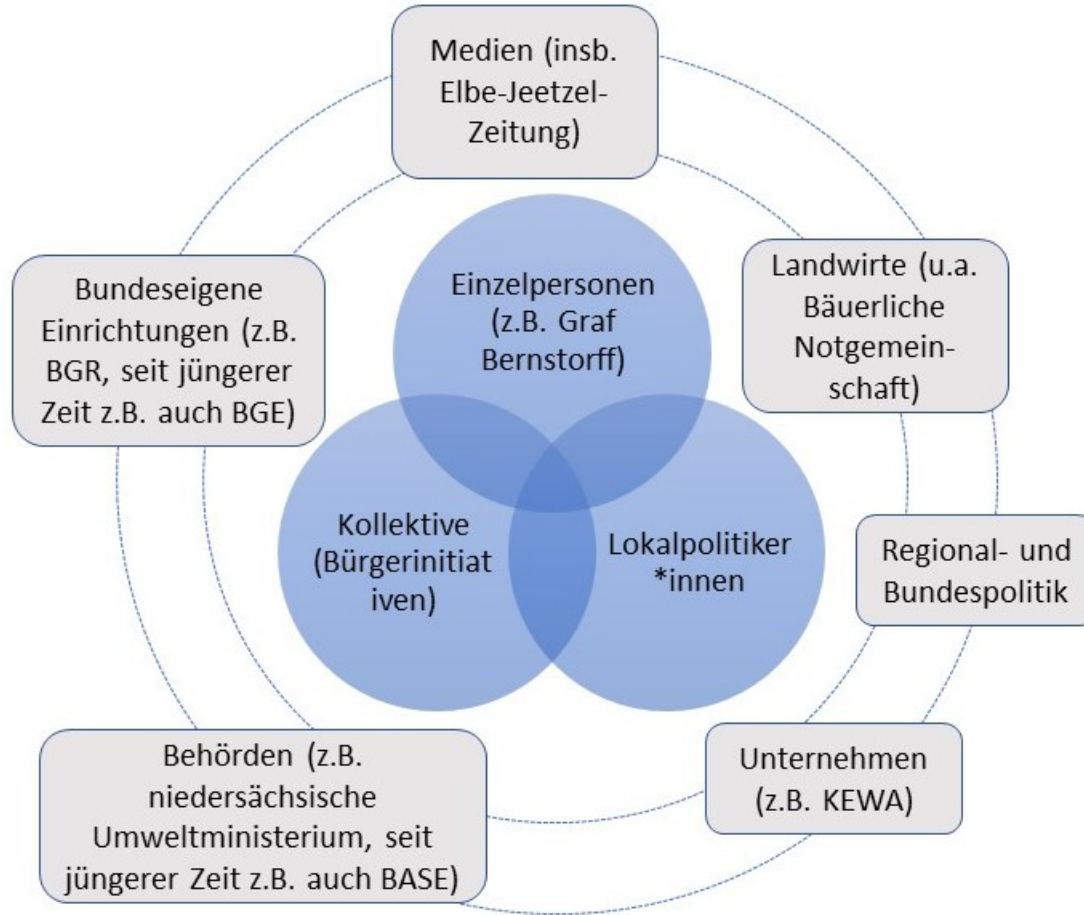 Medien (insb.
Elbe-Jeetzel-
Zeitung)
Bundeseigene
Einrichtungen (z.B.
BGR, seit jüngerer
Zeit z.B. auch BGE)
Einzelpersonen
(z.B. Graf
Bernstorff)
Landwirte (u.a.
Bäuerliche
Notgemein-
schaft)
Kollektive
(Bürgerinitiat
iven)
Lokalpolitiker
*innen
Regional- und
Bundespolitik
Behörden (z.B.
niedersächsische
Umweltministerium, seit
jüngerer Zeit z.B. auch BASE)
Unternehmen
(z.B. KEWA)